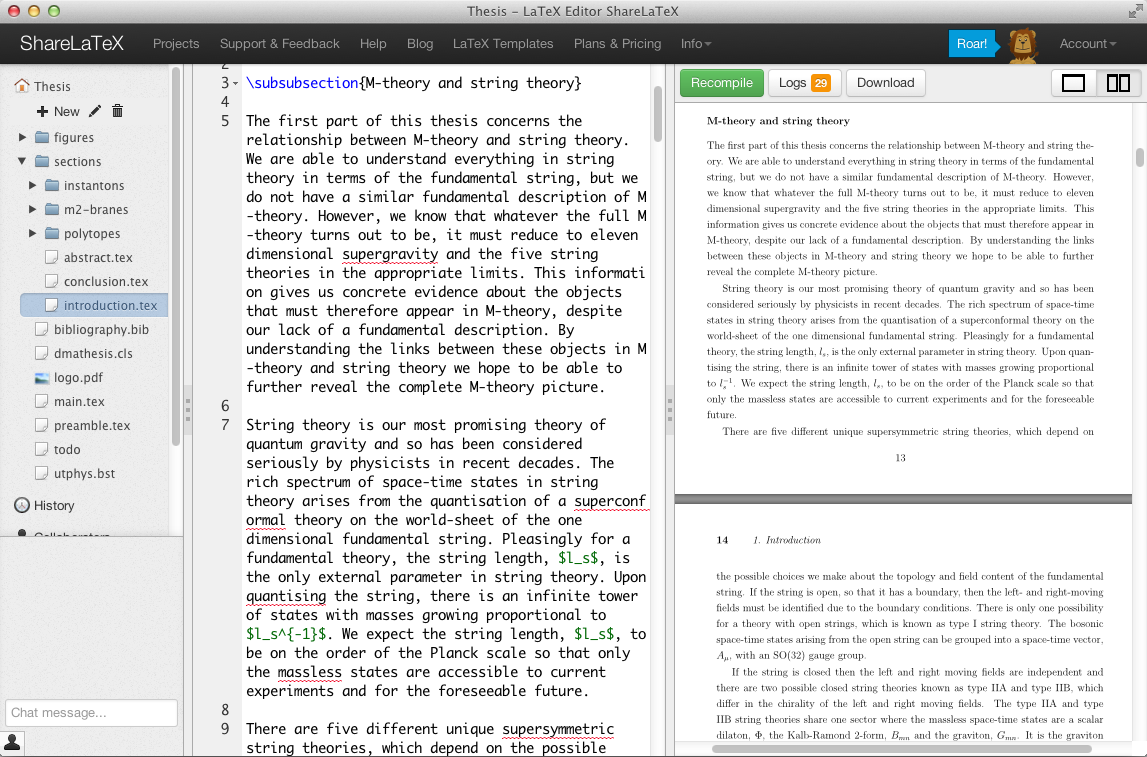 Thesis – LaTeX Editor ShareLaTeX
ShareLaTeX Projects Support & Feedback Help Blog LaTeX Templates Plans & Pricing Info Roar! Account
Thesis
New
figures
sections
instantons
m2-branes
polytopes
abstract.tex
conclusion.tex
introduction.tex
bibliography.bib
dmathesis.cls
logo.pdf
main.tex
preamble.tex
todo
utphys.bst
History
Collaborators
Chat message...
2
3 \subsubsection{M-theory and string theory}
4
5 The first part of this thesis concerns the
relationship between M-theory and string theory.
We are able to understand everything in string
theory in terms of the fundamental string, but we
do not have a similar fundamental description of M
-theory. However, we know that whatever the full M
-theory turns out to be, it must reduce to eleven
dimensional supergravity and the five string
theories in the appropriate limits. This informati
on gives us concrete evidence about the objects
that must therefore appear in M-theory, despite
our lack of a fundamental description. By
understanding the links between these objects in M
-theory and string theory we hope to be able to
further reveal the complete M-theory picture.
6
7 String theory is our most promising theory of
quantum gravity and so has been considered
seriously by physicists in recent decades. The
rich spectrum of space-time states in string
theory arises from the quantisation of a superconf
ormal theory on the world-sheet of the one
dimensional fundamental string. Pleasingly for a
fundamental theory, the string length, $l_s$, is
the only external parameter in string theory. Upon
quantising the string, there is an infinite tower
of states with masses growing proportional to
$l_s^{-1}$. We expect the string length, $l_s$, to
be on the order of the Planck scale so that only
the massless states are accessible to current
experiments and for the foreseeable future.
8
9 There are five different unique supersymmetric
string theories, which depend on the possible
Recompile Logs 29 Download
M-theory and string theory
The first part of this thesis concerns the relationship between M-theory and string the-
ory. We are able to understand everything in string theory in terms of the fundamental
string, but we do not have a similar fundamental description of M-theory. However,
we know that whatever the full M-theory turns out to be, it must reduce to eleven
dimensional supergravity and the five string theories in the appropriate limits. This
information gives us concrete evidence about the objects that must therefore appear in
M-theory, despite our lack of a fundamental description. By understanding the links
between these objects in M-theory and string theory we hope to be able to further
reveal the complete M-theory picture.
String theory is our most promising theory of quantum gravity and so has been
considered seriously by physicists in recent decades. The rich spectrum of space-time
states in string theory arises from the quantisation of a superconformal theory on the
world-sheet of the one dimensional fundamental string. Pleasingly for a fundamental
theory, the string length, lₛ, is the only external parameter in string theory. Upon quan-
tising the string, there is an infinite tower of states with masses growing proportional
to lₛ⁻¹. We expect the string length, lₛ, to be on the order of the Planck scale so that
only the massless states are accessible to current experiments and for the foreseeable
future.
There are five different unique supersymmetric string theories, which depend on
13
14 1. Introduction
the possible choices we make about the topology and field content of the fundamental
string. If the string is open, so that it has a boundary, then the left- and right-moving
fields must be identified due to the boundary conditions. There is only one possibility
for a theory with open strings, which is known as type I string theory. The bosonic
space-time states arising from the open string can be grouped into a space-time vector,
Aμ, with an SO(32) gauge group.
If the string is closed then the left and right moving fields are independent and
there are two possible closed string theories known as type IIA and type IIB, which
differ in the chirality of the left and right moving fields. The type IIA and type
IIB string theories share one sector where the massless space-time states are a scalar
dilaton, Φ, the Kalb-Ramond 2-form, Bmn and the graviton, Gmn. It is the graviton